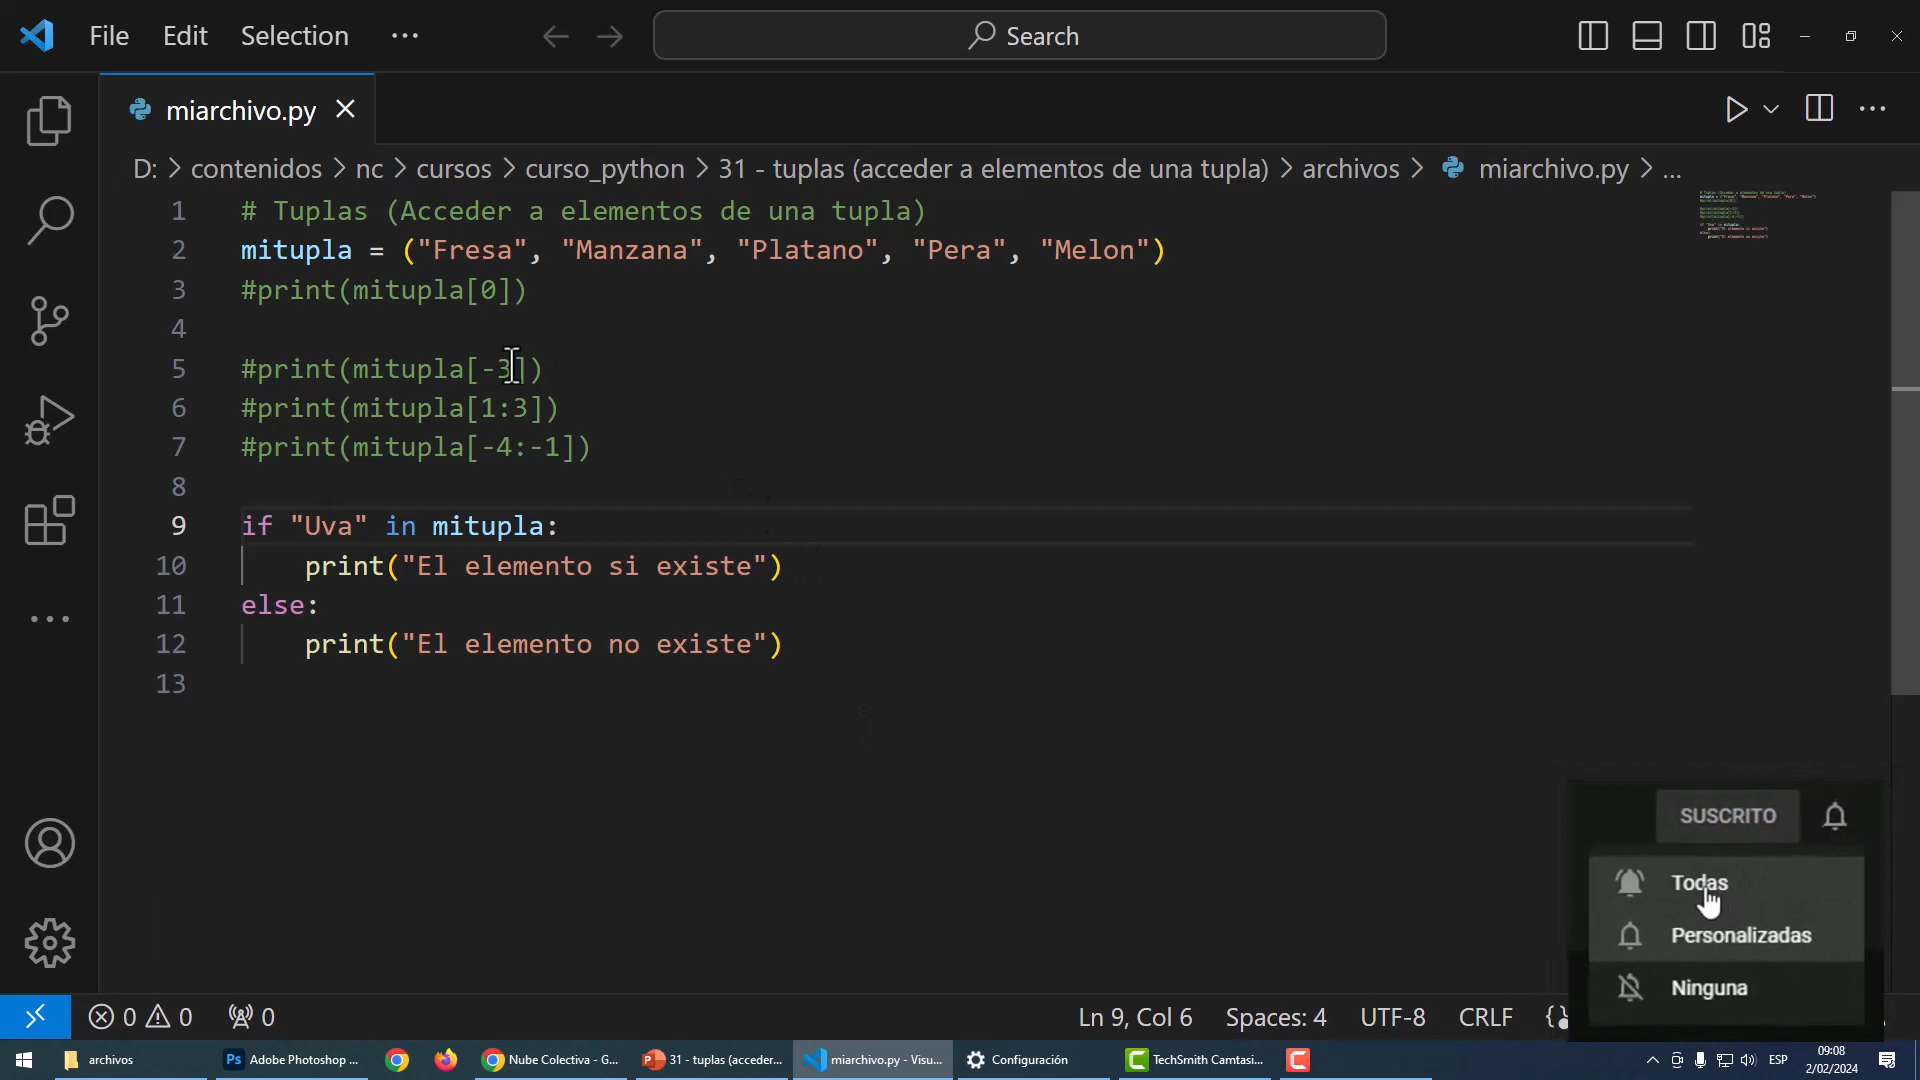 File Edit Selection ··· Search
miarchivo.py
D: > contenidos > nc > cursos > curso_python > 31 - tuplas (acceder a elementos de una tupla) > archivos > miarchivo.py > ...
1 # Tuplas (Acceder a elementos de una tupla)
2 mitupla = ("Fresa", "Manzana", "Platano", "Pera", "Melon")
3 #print(mitupla[0])
4
5 #print(mitupla[-3])
6 #print(mitupla[1:3])
7 #print(mitupla[-4:-1])
8
9 if "Uva" in mitupla:
10 print("El elemento si existe")
11 else:
12 print("El elemento no existe")
13
SUSCRITO
Todas
Personalizadas
Ninguna
0 0 0 Ln 9, Col 6 Spaces: 4 UTF-8 CRLF {
archivos Adobe Photoshop ... Nube Colectiva - G... 31 - tuplas (acceder... miarchivo.py - Visu... Configuración TechSmith Camtasi... ESP 09:08
2/02/2024